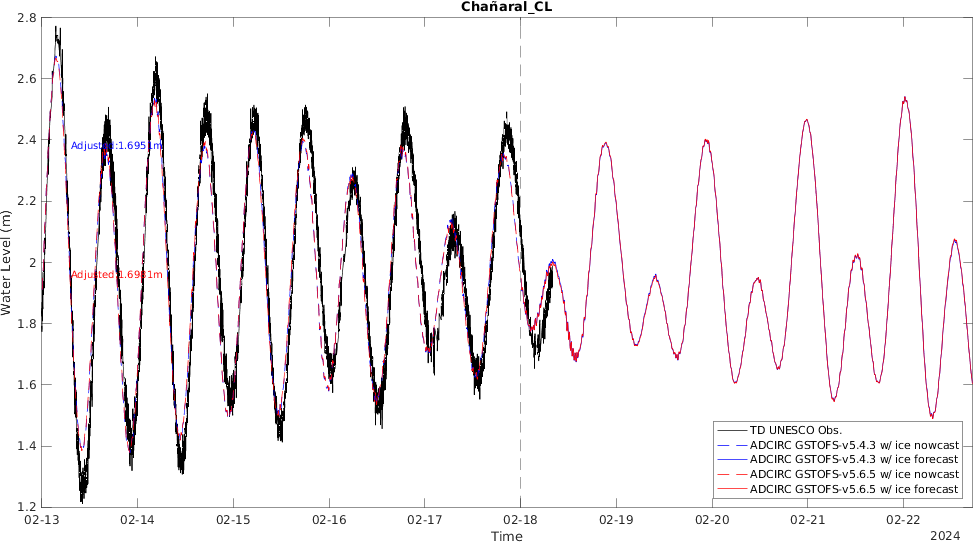 Chañaral_CL
2.8
2.6
2.4
2.2
2
1.8
1.6
1.4
1.2
Water Level (m)
Adjusted:1.6951m
Adjusted:1.6981m
TD UNESCO Obs.
ADCIRC GSTOFS-v5.4.3 w/ ice nowcast
ADCIRC GSTOFS-v5.4.3 w/ ice forecast
ADCIRC GSTOFS-v5.6.5 w/ ice nowcast
ADCIRC GSTOFS-v5.6.5 w/ ice forecast
02-13 02-14 02-15 02-16 02-17 02-18 02-19 02-20 02-21 02-22
Time
2024